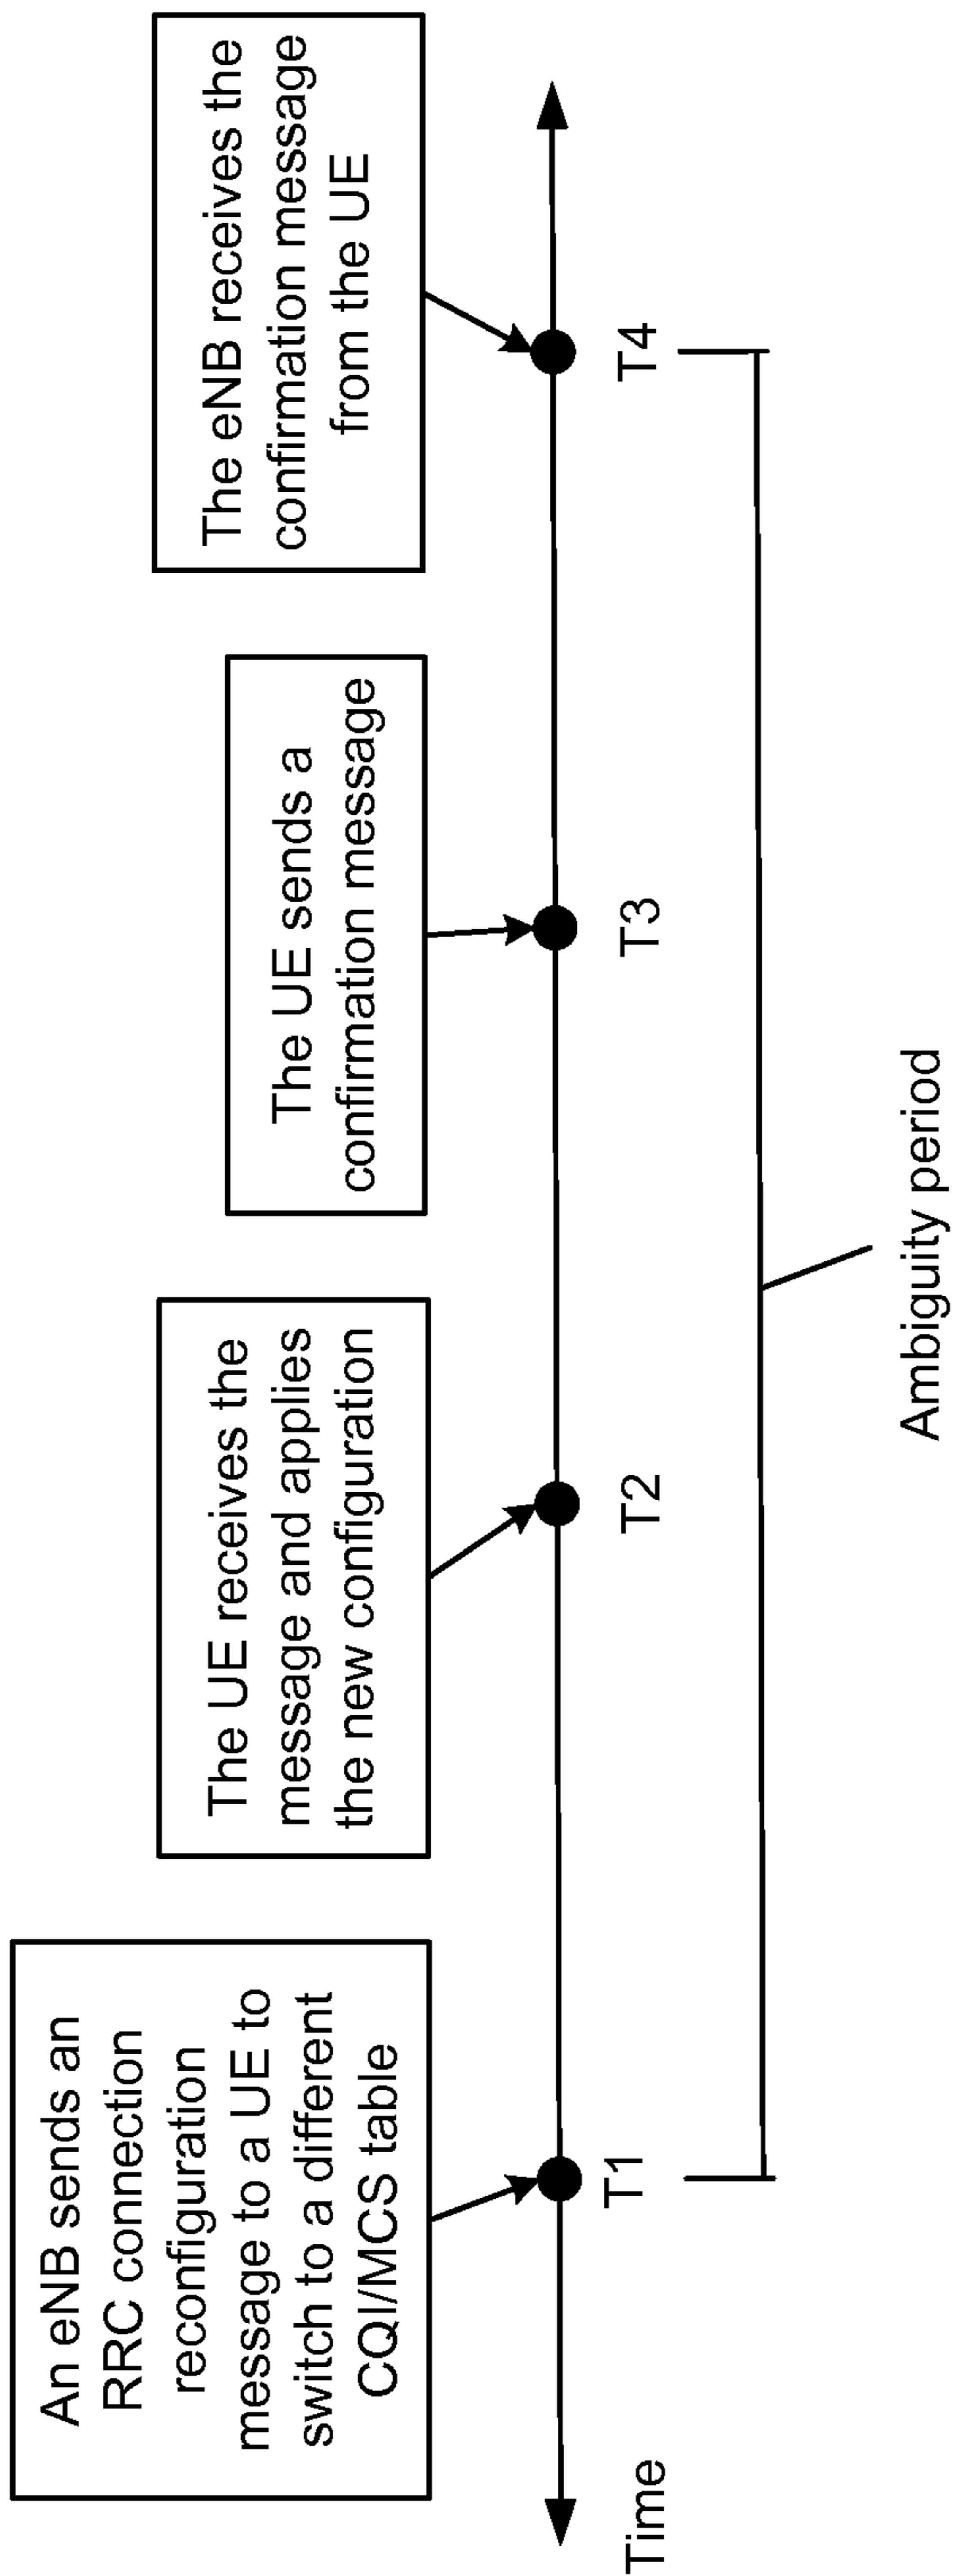 An eNB sends an
RRC connection
reconfiguration
message to a UE to
switch to a different
CQI/MCS table
The UE receives the
message and applies
the new configuration
The UE sends a
confirmation message
The eNB receives the
confirmation message
from the UE
Time
T1
T2
T3
T4
Ambiguity period